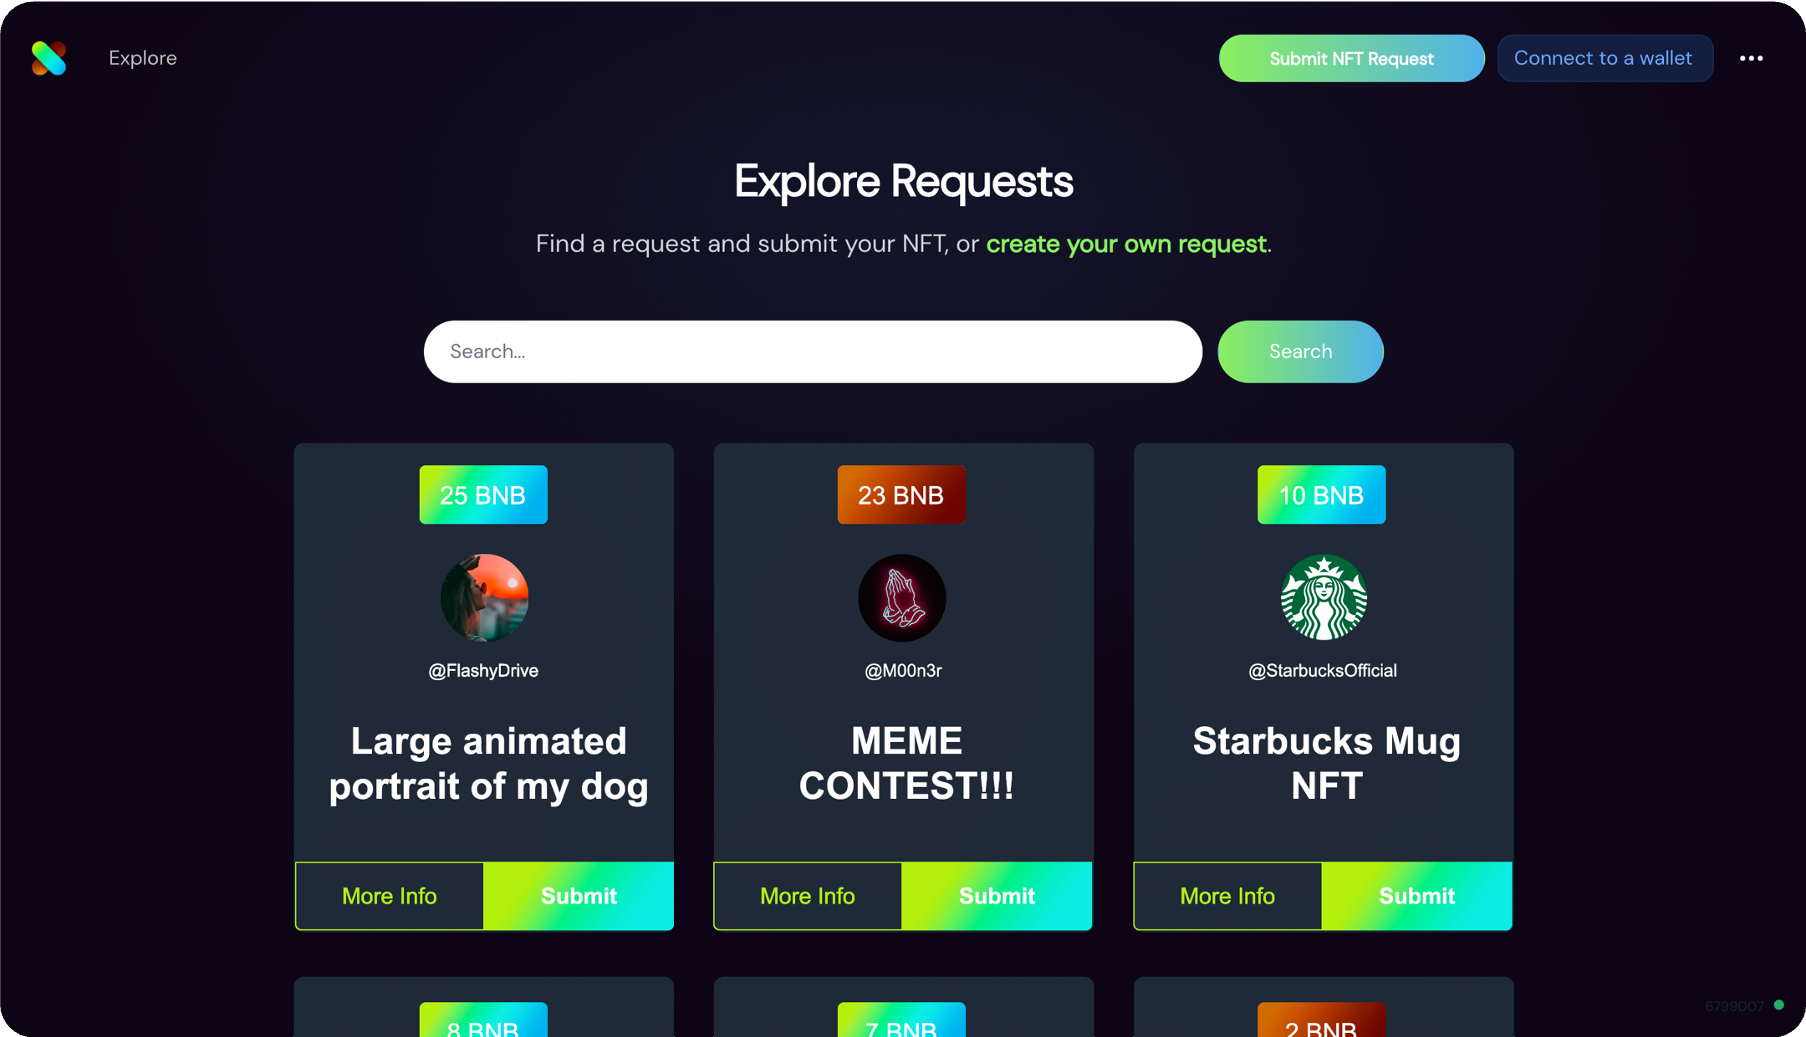 Explore
Submit NFT Request
Connect to a wallet
Explore Requests
Find a request and submit your NFT, or create your own request.
Search...
Search
25 BNB
@FlashyDrive
Large animated
portrait of my dog
More Info
Submit
23 BNB
@M00n3r
MEME
CONTEST!!!
More Info
Submit
10 BNB
@StarbucksOfficial
Starbucks Mug
NFT
More Info
Submit
8 BNB
7 BNB
2 BNB
6799007